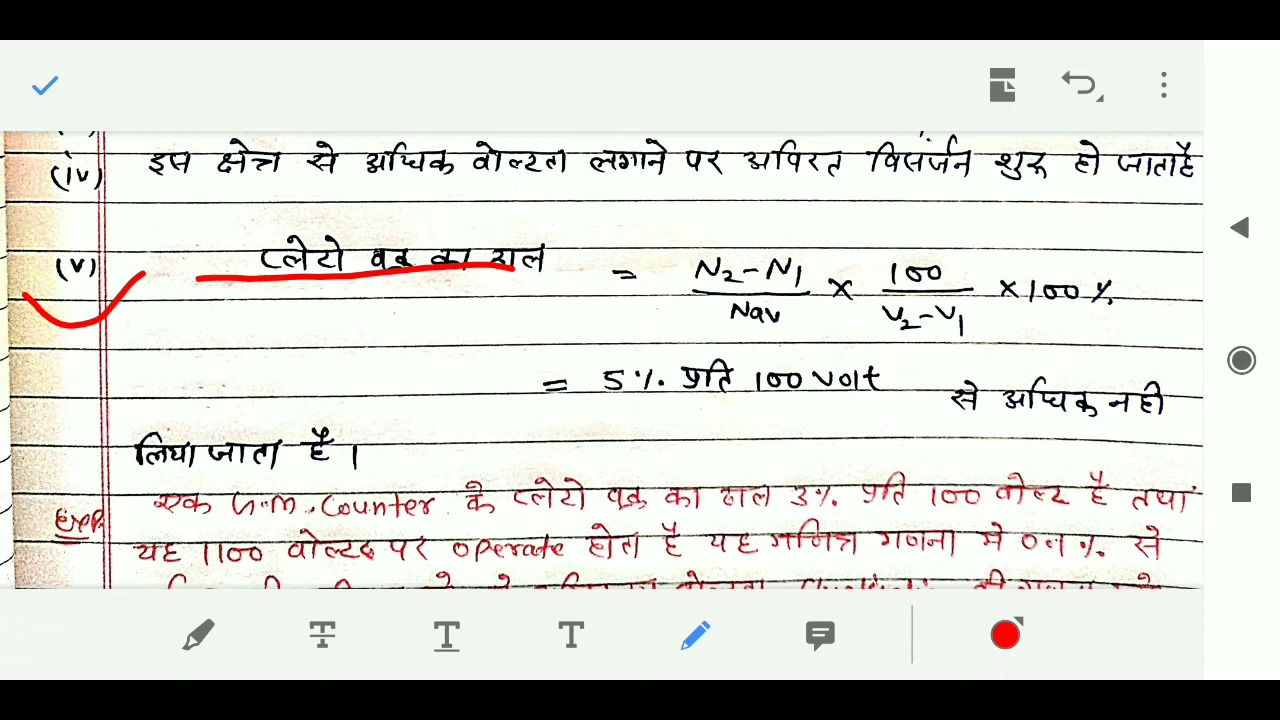 (iv) इस क्षेत्र से अधिक वोल्टता लगाने पर अविरत विसंर्जन शुरू हो जाता है
(v) प्लेटो वक्र का ढाल = N₂-N₁ / Nav × 100 / V₂-V₁ × 100 %
= 5% प्रति 100 volt से अधिक नही
लिया जाता है।
एक G.m. Counter के प्लेटो वक्र का ढाल 3% प्रति 100 वोल्ट है तथा
यह 1100 वोल्ट पर operate होता है यह गणित्र गणना मे 0.1% से